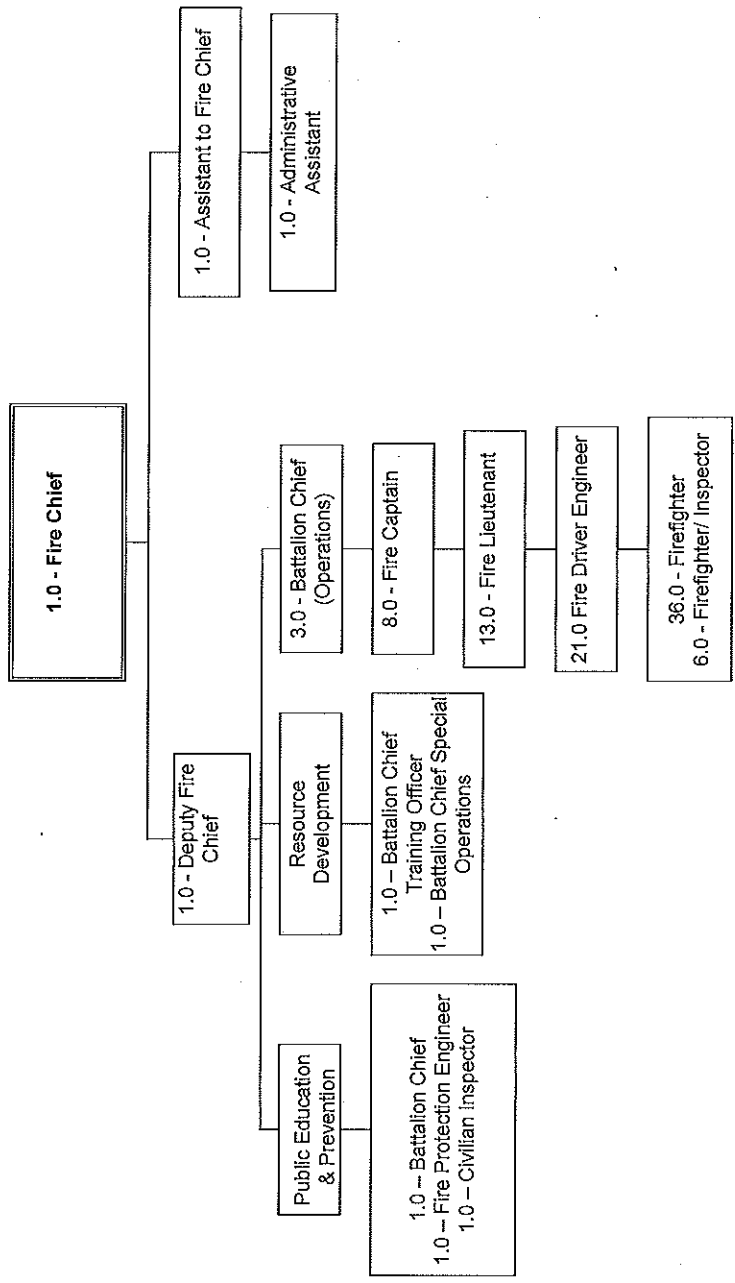 1.0 - Fire Chief
1.0 - Deputy Fire
Chief
1.0 - Assistant to Fire Chief
1.0 - Administrative
Assistant
Public Education
& Prevention
1.0 – Battalion Chief
1.0 – Fire Protection Engineer
1.0 – Civilian Inspector
Resource
Development
1.0 – Battalion Chief
Training Officer
1.0 – Battalion Chief Special
Operations
3.0 - Battalion Chief
(Operations)
8.0 - Fire Captain
13.0 - Fire Lieutenant
21.0 Fire Driver Engineer
36.0 - Firefighter
6.0 - Firefighter/ Inspector